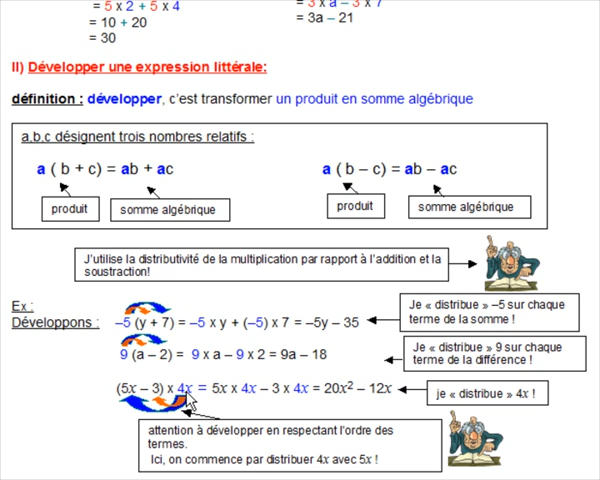 = 5 x 2 + 5 x 4
= 3 x a – 3 x 7
= 10 + 20
= 3a – 21
= 30
II) Développer une expression littérale:
définition : développer, c'est transformer un produit en somme algébrique
a,b,c désignent trois nombres relatifs :
a ( b + c) = ab + ac
a ( b – c) = ab – ac
produit
somme algébrique
produit
somme algébrique
J'utilise la distributivité de la multiplication par rapport à l'addition et la
soustraction!
Ex :
Développons :
–5 (y + 7) = –5 x y + (–5) x 7 = –5y – 35
Je « distribue » –5 sur chaque
terme de la somme !
9 (a – 2) = 9 x a – 9 x 2 = 9a – 18
Je « distribue » 9 sur chaque
terme de la différence !
(5x – 3) x 4x = 5x x 4x – 3 x 4x = 20x² – 12x
je « distribue » 4x !
attention à développer en respectant l'ordre des
termes.
Ici, on commence par distribuer 4x avec 5x !